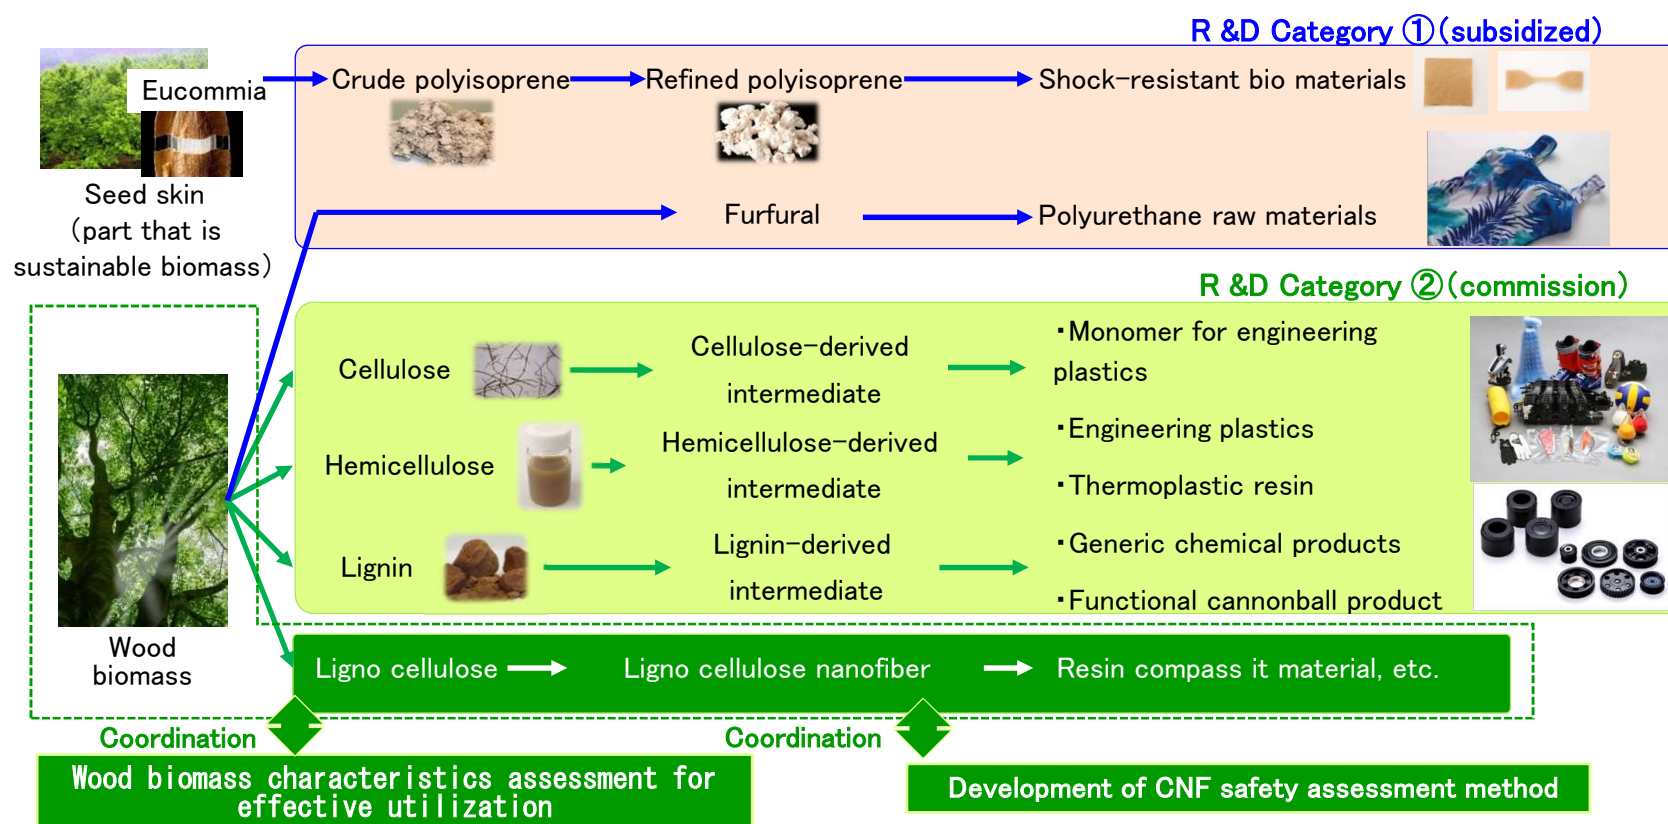 R &D Category ①(subsidized)
Eucommia
Crude polyisoprene
Refined polyisoprene
Shock-resistant bio materials
Seed skin
(part that is
sustainable biomass)
Furfural
Polyurethane raw materials
R &D Category ②(commission)
Cellulose
Cellulose-derived
intermediate
・Monomer for engineering
plastics
Hemicellulose
Hemicellulose-derived
intermediate
・Engineering plastics
・Thermoplastic resin
Lignin
Lignin-derived
intermediate
・Generic chemical products
・Functional cannonball product
Wood
biomass
Ligno cellulose
Ligno cellulose nanofiber
Resin compass it material, etc.
Coordination
Coordination
Wood biomass characteristics assessment for
effective utilization
Development of CNF safety assessment method